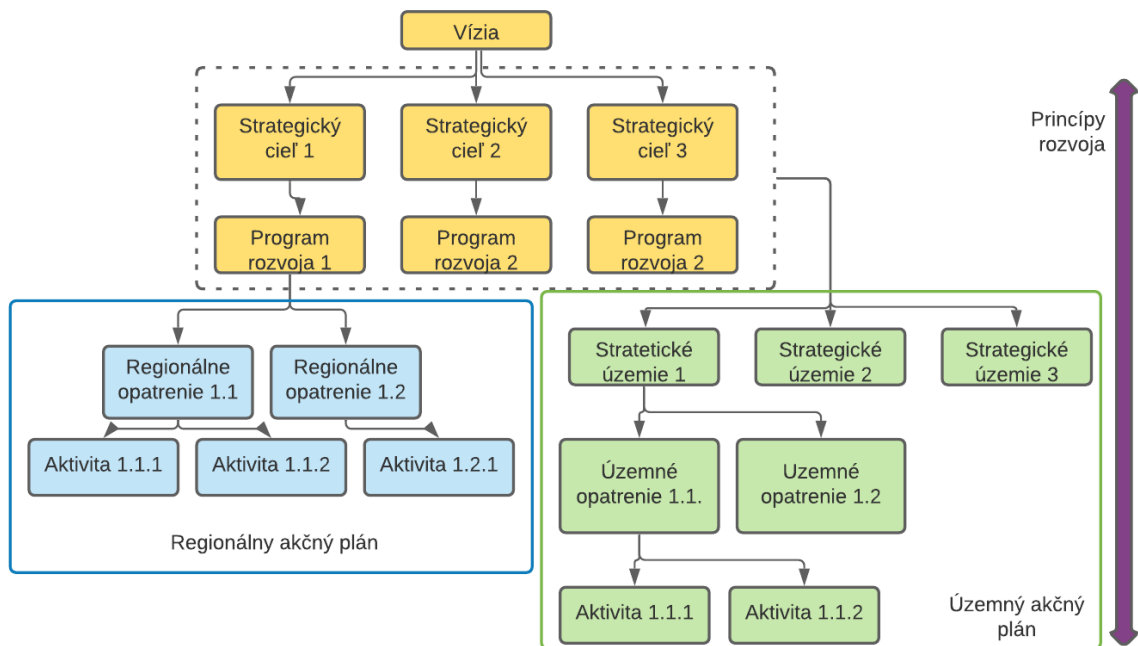 Vízia
Strategický
cieľ 1
Strategický
cieľ 2
Strategický
cieľ 3
Princípy
rozvoja
Program
rozvoja 1
Program
rozvoja 2
Program
rozvoja 2
Regionálne
opatrenie 1.1
Regionálne
opatrenie 1.2
Aktivita 1.1.1
Aktivita 1.1.2
Aktivita 1.2.1
Regionálny akčný plán
Stratetické
územie 1
Strategické
územie 2
Strategické
územie 3
Územné
opatrenie 1.1.
Uzemné
opatrenie 1.2
Aktivita 1.1.1
Aktivita 1.1.2
Územný akčný
plán